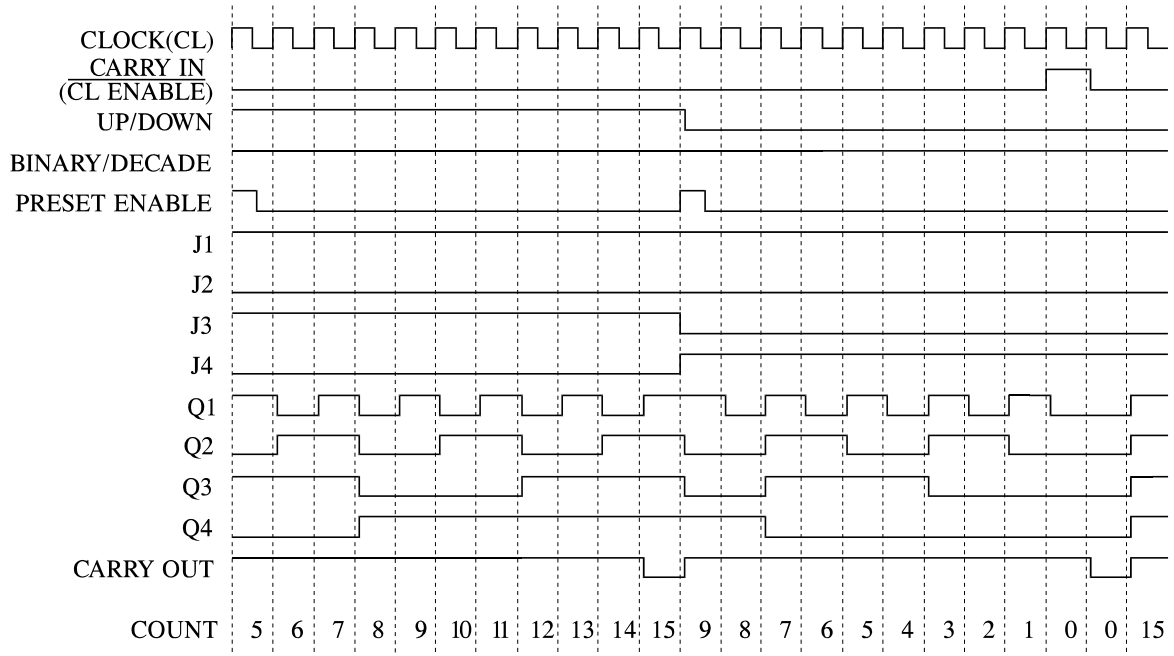 CLOCK(CL)
CARRY IN
(CL ENABLE)
UP/DOWN
BINARY/DECADE
PRESET ENABLE
J1
J2
J3
J4
Q1
Q2
Q3
Q4
CARRY OUT
COUNT 5 6 7 8 9 10 11 12 13 14 15 9 8 7 6 5 4 3 2 1 0 0 15